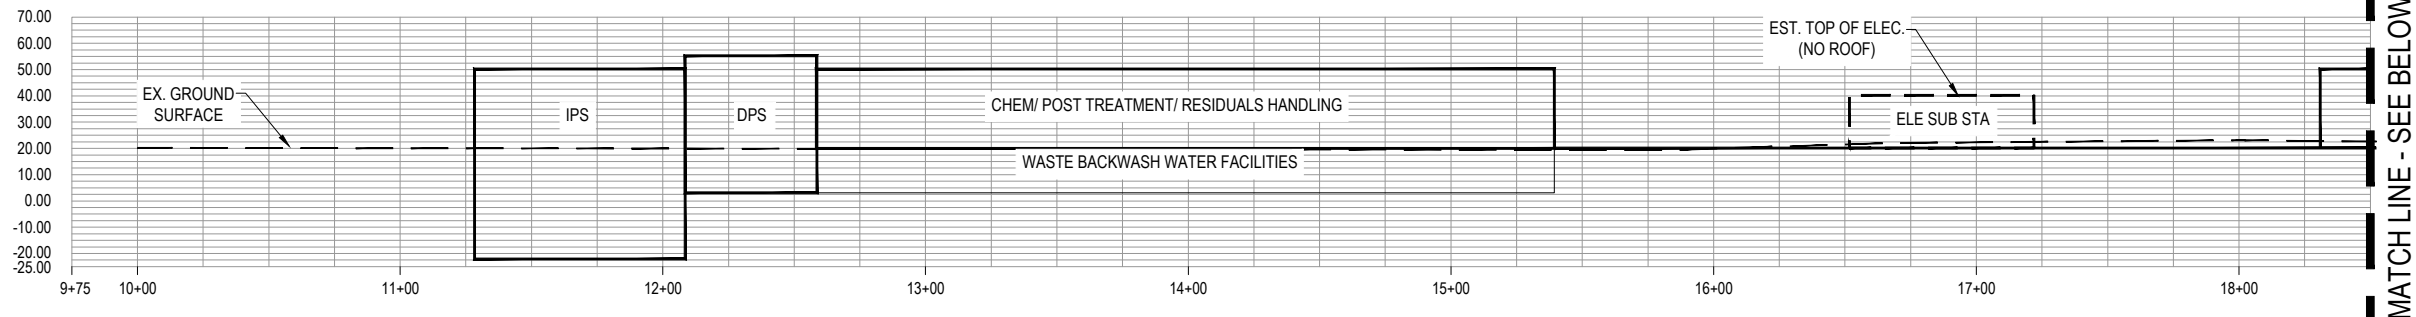 70.00
60.00
50.00
40.00
30.00
20.00
10.00
0.00
-10.00
-20.00
-25.00
EX. GROUND
SURFACE
IPS
DPS
CHEM/ POST TREATMENT/ RESIDUALS HANDLING
WASTE BACKWASH WATER FACILITIES
EST. TOP OF ELEC.
(NO ROOF)
ELE SUB STA
9+75
10+00
11+00
12+00
13+00
14+00
15+00
16+00
17+00
18+00
MATCH LINE - SEE BELOW